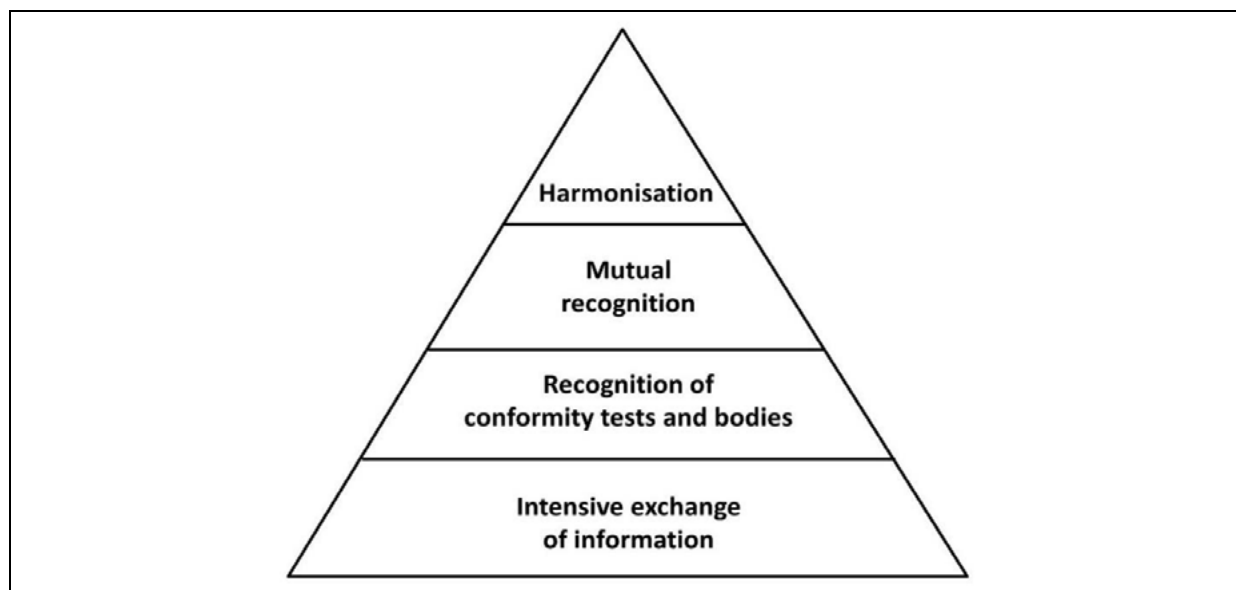 Harmonisation
Mutual
recognition
Recognition of
conformity tests and bodies
Intensive exchange
of information